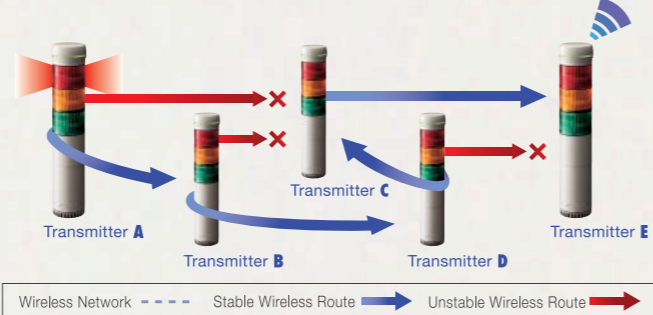 Transmitter C
Transmitter A
Transmitter E
Transmitter B
Transmitter D
Wireless Network
Stable Wireless Route
Unstable Wireless Route